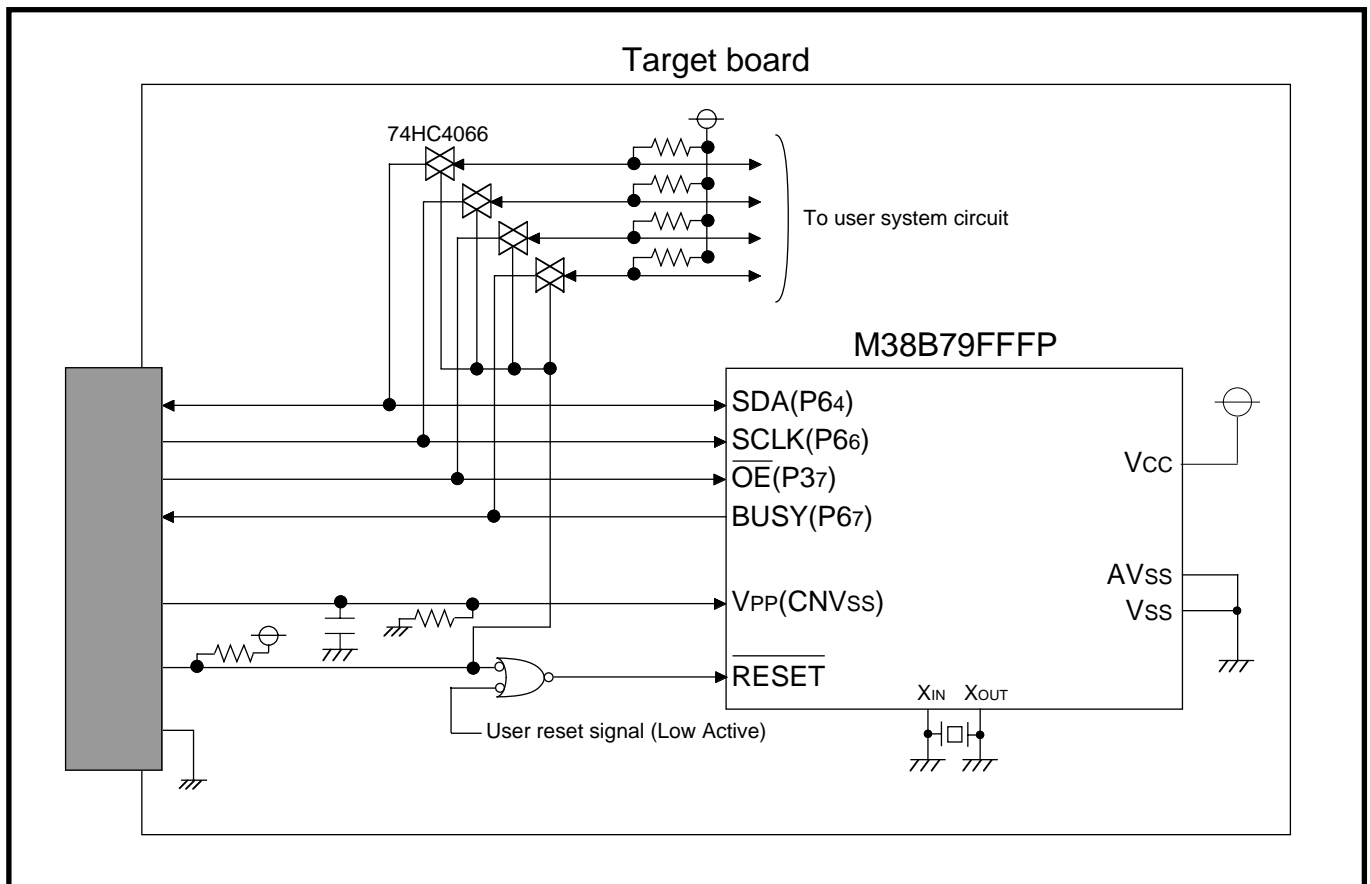 Target board
74HC4066
To user system circuit
M38B79FFFP
SDA(P64)
SCLK(P66)
OE(P37)
BUSY(P67)
VPP(CNVSS)
RESET
VCC
AVSS
VSS
XIN XOUT
User reset signal (Low Active)